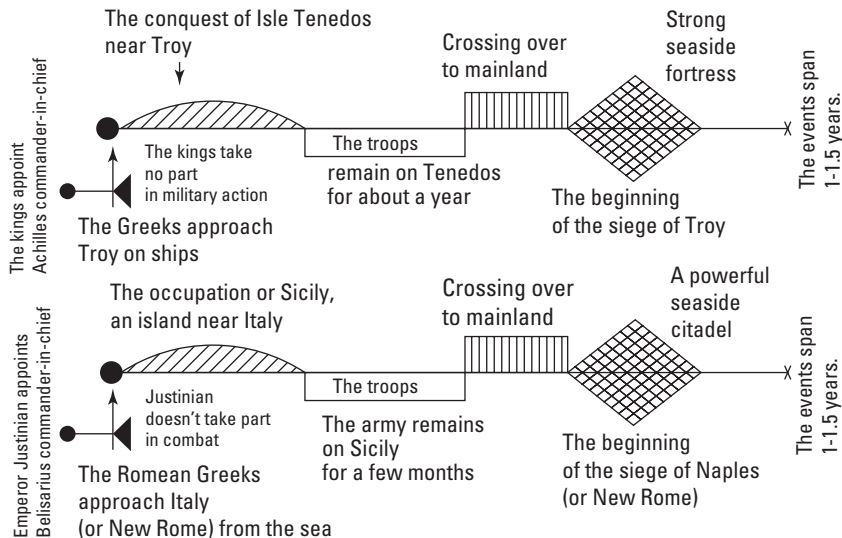 The conquest of Isle Tenedos
near Troy
Crossing over
to mainland
Strong
seaside
fortress
The kings appoint
Achilles commander-in-chief
The kings take
no part
in military action
The troops
remain on Tenedos
for about a year
The Greeks approach
Troy on ships
The beginning
of the siege of Troy
The events span
1-1.5 years.
The occupation or Sicily,
an island near Italy
Crossing over
to mainland
A powerful
seaside
citadel
Emperor Justinian appoints
Belisarius commander-in-chief
Justinian
doesn't take part
in combat
The troops
The army remains
on Sicily
for a few months
The Romean Greeks
approach Italy
(or New Rome) from the sea
The beginning
of the siege of Naples
(or New Rome)
The events span
1-1.5 years.